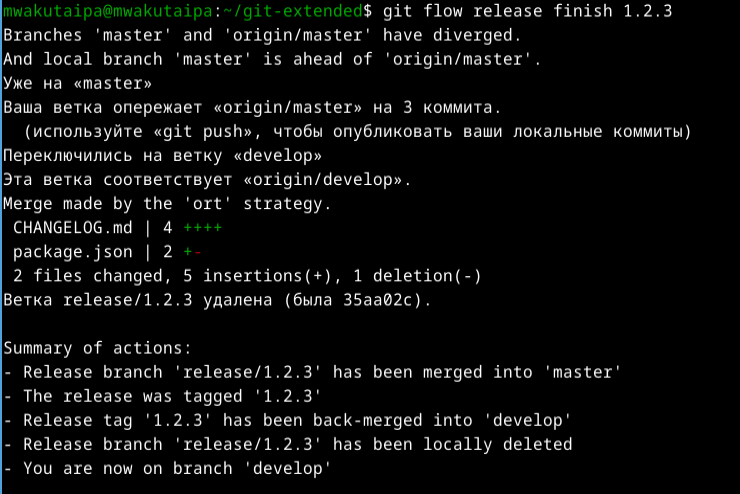 mwakutaipa@mwakutaipa:~/git-extended$ git flow release finish 1.2.3
Branches 'master' and 'origin/master' have diverged.
And local branch 'master' is ahead of 'origin/master'.
Уже на «master»
Ваша ветка опережает «origin/master» на 3 коммита.
  (используйте «git push», чтобы опубликовать ваши локальные коммиты)
Переключились на ветку «develop»
Эта ветка соответствует «origin/develop».
Merge made by the 'ort' strategy.
 CHANGELOG.md | 4 ++++
 package.json | 2 +-
 2 files changed, 5 insertions(+), 1 deletion(-)
Ветка release/1.2.3 удалена (была 35aa02c).

Summary of actions:
- Release branch 'release/1.2.3' has been merged into 'master'
- The release was tagged '1.2.3'
- Release tag '1.2.3' has been back-merged into 'develop'
- Release branch 'release/1.2.3' has been locally deleted
- You are now on branch 'develop'